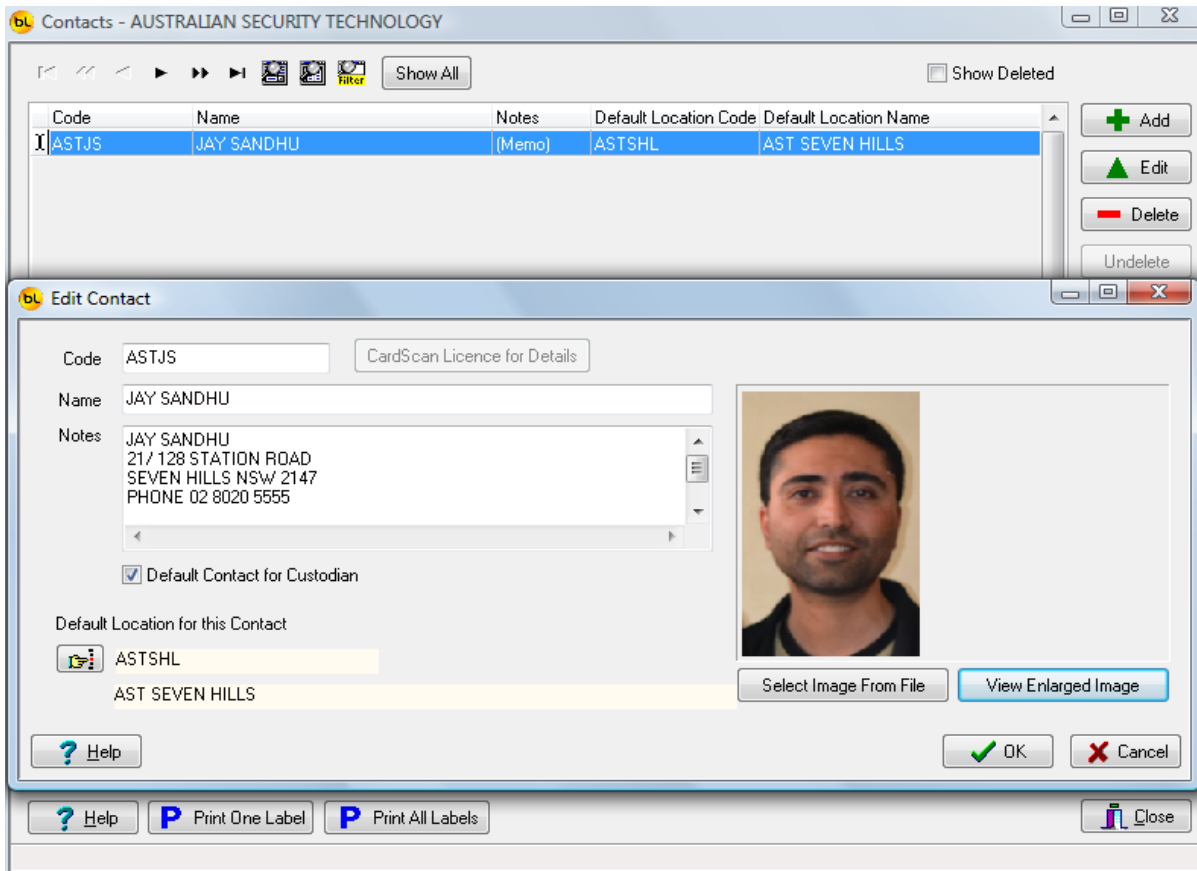 bL Contacts - AUSTRALIAN SECURITY TECHNOLOGY
Filter Show All Show Deleted
Code Name Notes Default Location Code Default Location Name
ASTJS JAY SANDHU (Memo) ASTSHL AST SEVEN HILLS
Add
Edit
Delete
Undelete
bL Edit Contact
Code ASTJS CardScan Licence for Details
Name JAY SANDHU
Notes JAY SANDHU
21/ 128 STATION ROAD
SEVEN HILLS NSW 2147
PHONE 02 8020 5555
Default Contact for Custodian
Default Location for this Contact
ASTSHL
AST SEVEN HILLS
Select Image From File View Enlarged Image
? Help OK Cancel
? Help P Print One Label P Print All Labels Close